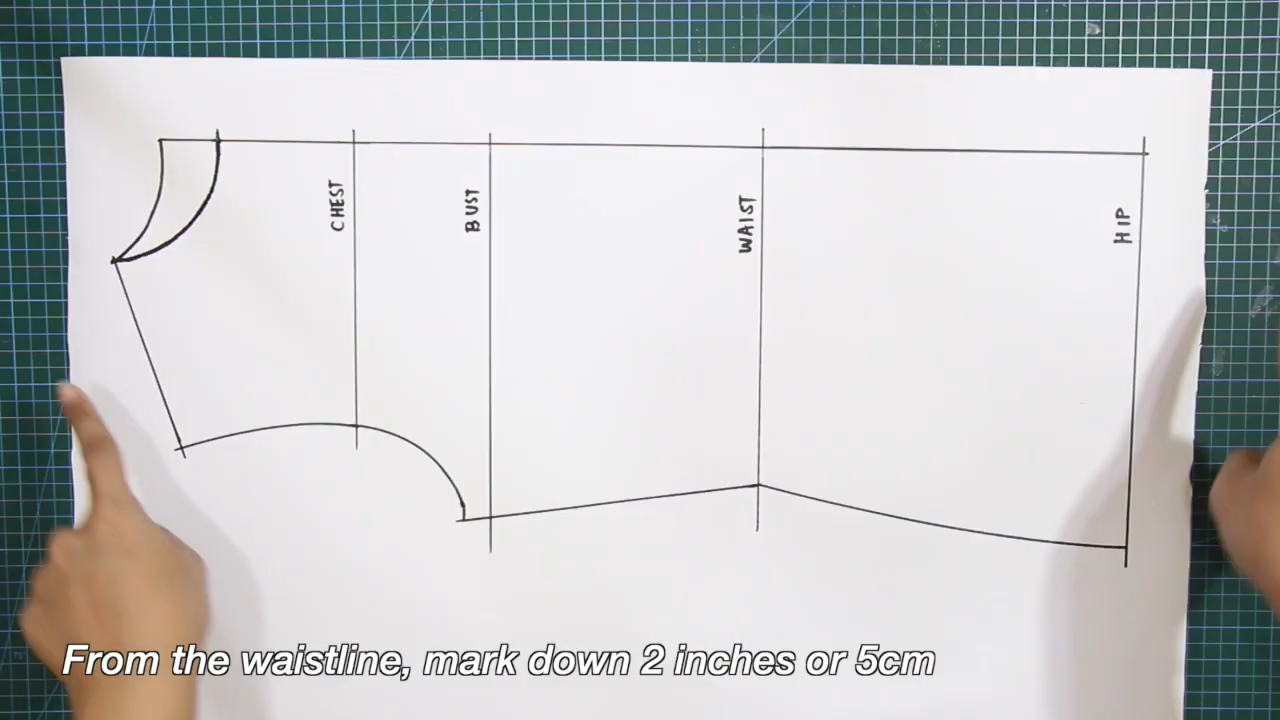 CHEST
BUST
WAIST
HIP
From the waistline, mark down 2 inches or 5cm